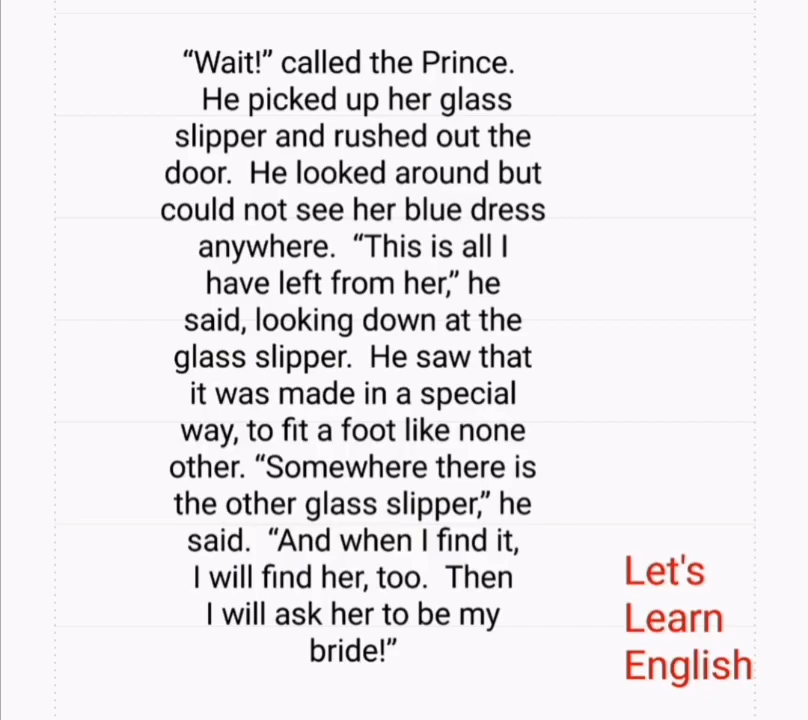 “Wait!” called the Prince.
He picked up her glass
slipper and rushed out the
door.  He looked around but
could not see her blue dress
anywhere.  “This is all I
have left from her,” he
said, looking down at the
glass slipper.  He saw that
it was made in a special
way, to fit a foot like none
other. “Somewhere there is
the other glass slipper,” he
said.  “And when I find it,
I will find her, too.  Then
I will ask her to be my
bride!”
Let's
Learn
English